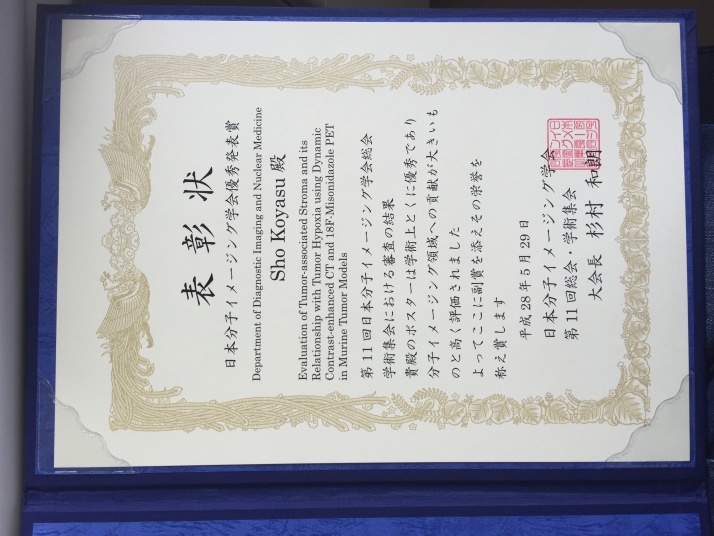 表彰状
日本分子イメージング学会優秀発表賞
Department of Diagnostic Imaging and Nuclear Medicine
Sho Koyasu 殿
Evaluation of Tumor-associated Stroma and its
Relationship with Tumor Hypoxia using Dynamic
Contrast-enhanced CT and 18F-Misonidazole PET
in Murine Tumor Models
第11回日本分子イメージング学会総会
学術集会における審査の結果
貴殿のポスターは学術上とくに優秀であり
分子イメージング領域への貢献が大きいも
のと高く評価されました
よってここに副賞を添えその栄誉を
称え賞します
平成28年5月29日
日本分子イメージング学会
第11回総会・学術集会
大会長 杉村 和朗